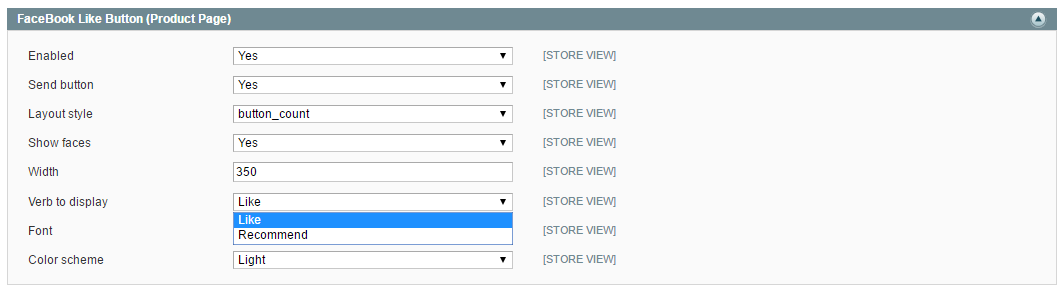 FaceBook Like Button (Product Page)
Enabled Yes [STORE VIEW]
Send button Yes [STORE VIEW]
Layout style button_count [STORE VIEW]
Show faces Yes [STORE VIEW]
Width 350 [STORE VIEW]
Verb to display Like [STORE VIEW]
Like
Font [STORE VIEW]
Recommend
Color scheme Light [STORE VIEW]